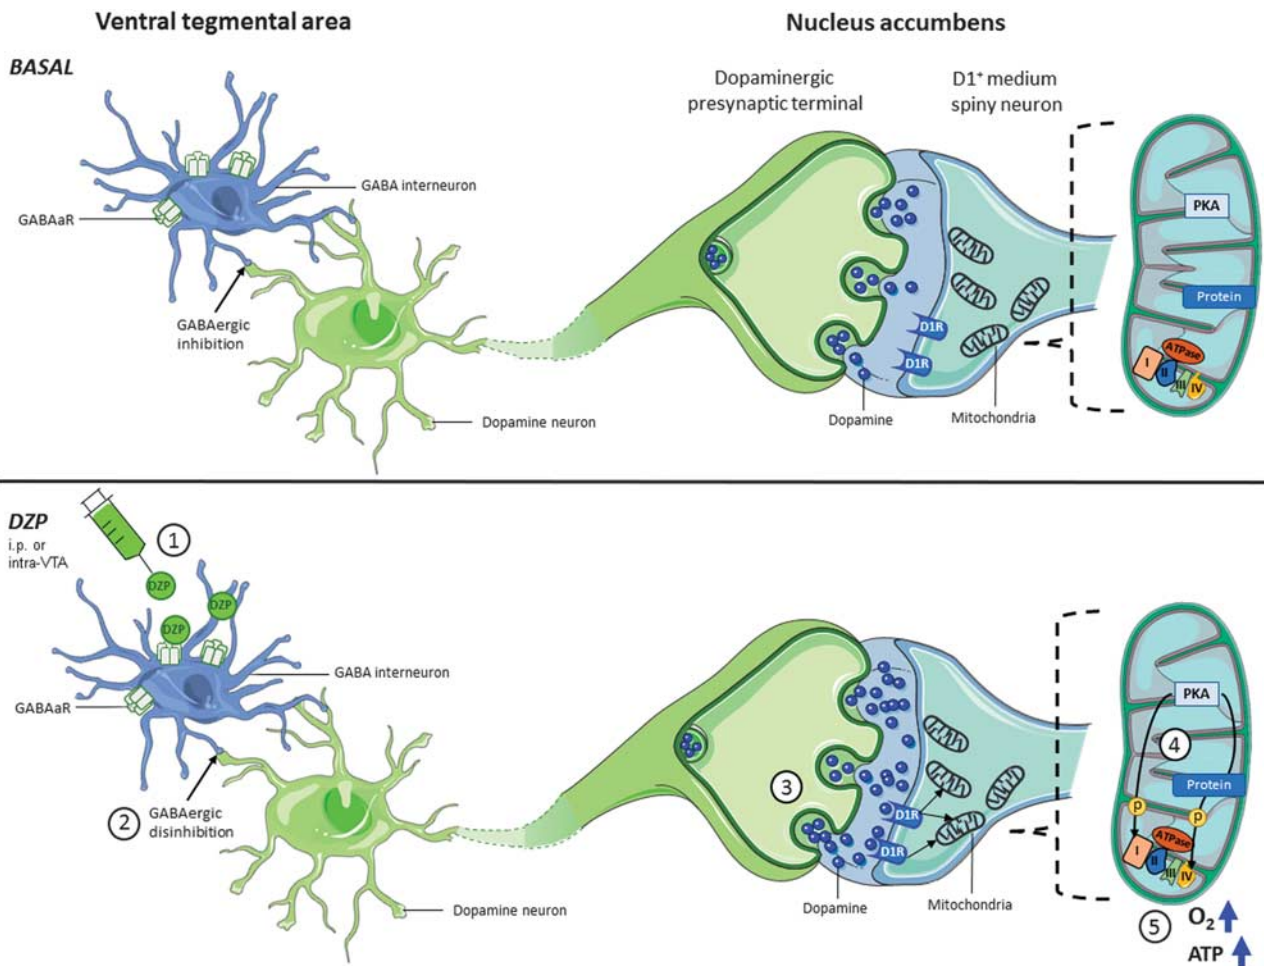 Ventral tegmental area
Nucleus accumbens
BASAL
Dopaminergic
presynaptic terminal
D1⁺ medium
spiny neuron
GABA interneuron
GABAaR
GABAergic
inhibition
Dopamine neuron
D1R
D1R
Dopamine
Mitochondria
PKA
Protein
ATPase
I
II
III
IV
DZP
i.p. or
intra-VTA
1
DZP
DZP
DZP
GABA interneuron
GABAaR
2
GABAergic
disinhibition
Dopamine neuron
3
D1R
D1R
Dopamine
Mitochondria
PKA
4
Protein
p
p
ATPase
I
II
III
IV
5
O₂
ATP